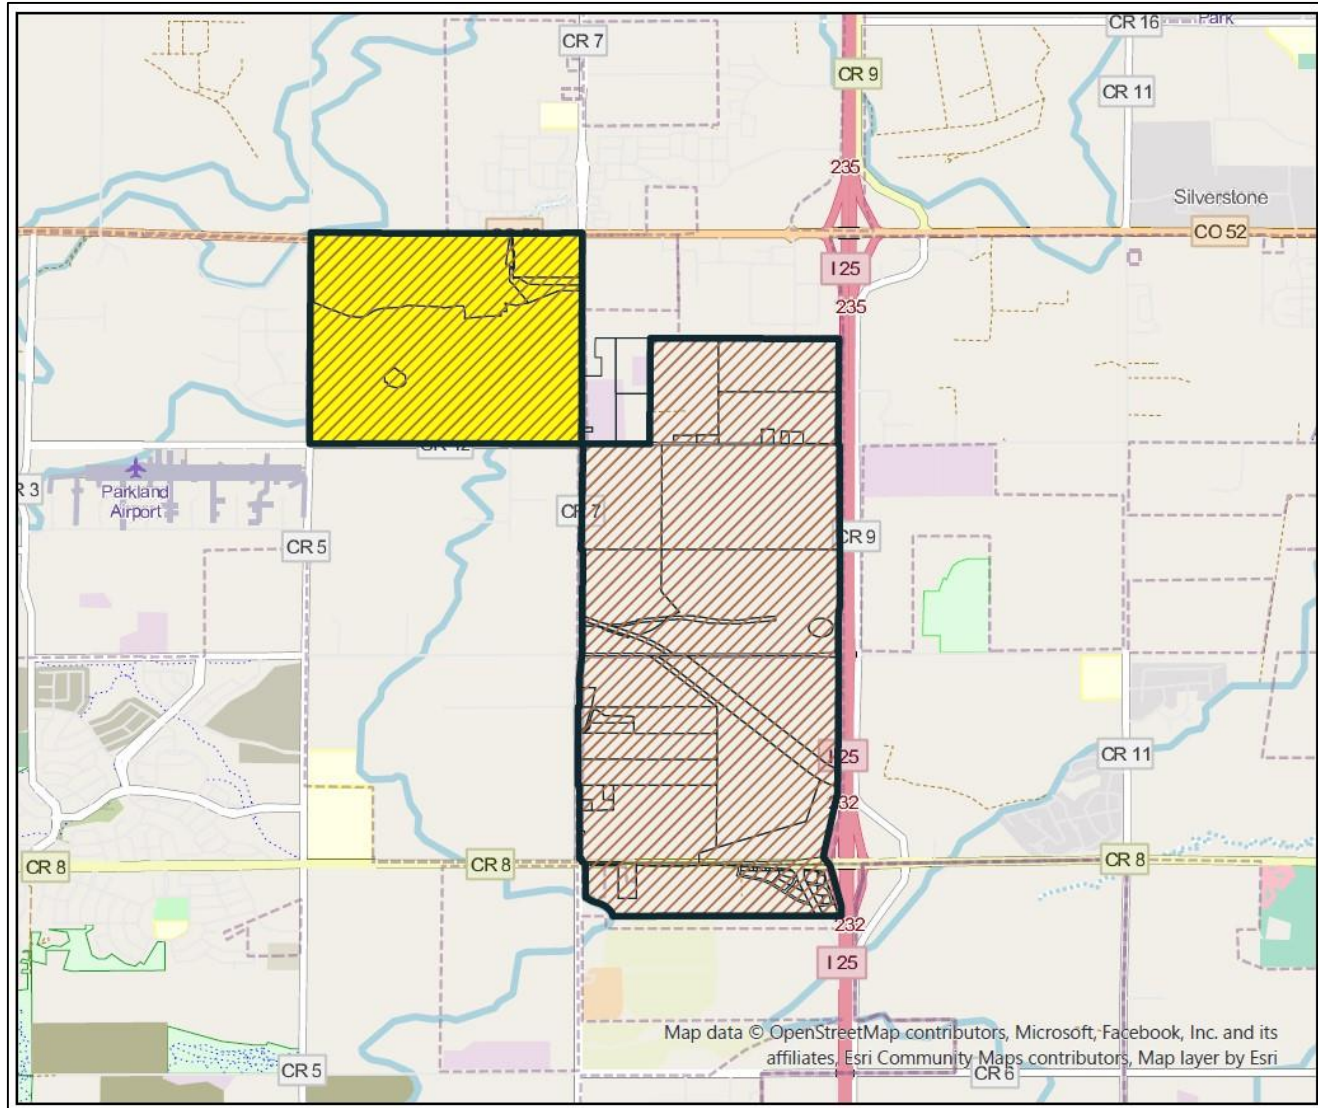 CR 16
Park
CR 7
CR 9
CR 11
235
Silverstone
CO 52
I 25
235
R 3
Parkland
Airport
CR 7
CR 9
CR 5
I 25
CR 11
232
CR 8
CR 8
CR 8
232
I 25
Map data © OpenStreetMap contributors, Microsoft, Facebook, Inc. and its
affiliates, Esri Community Maps contributors, Map layer by Esri
CR 5
CR 6